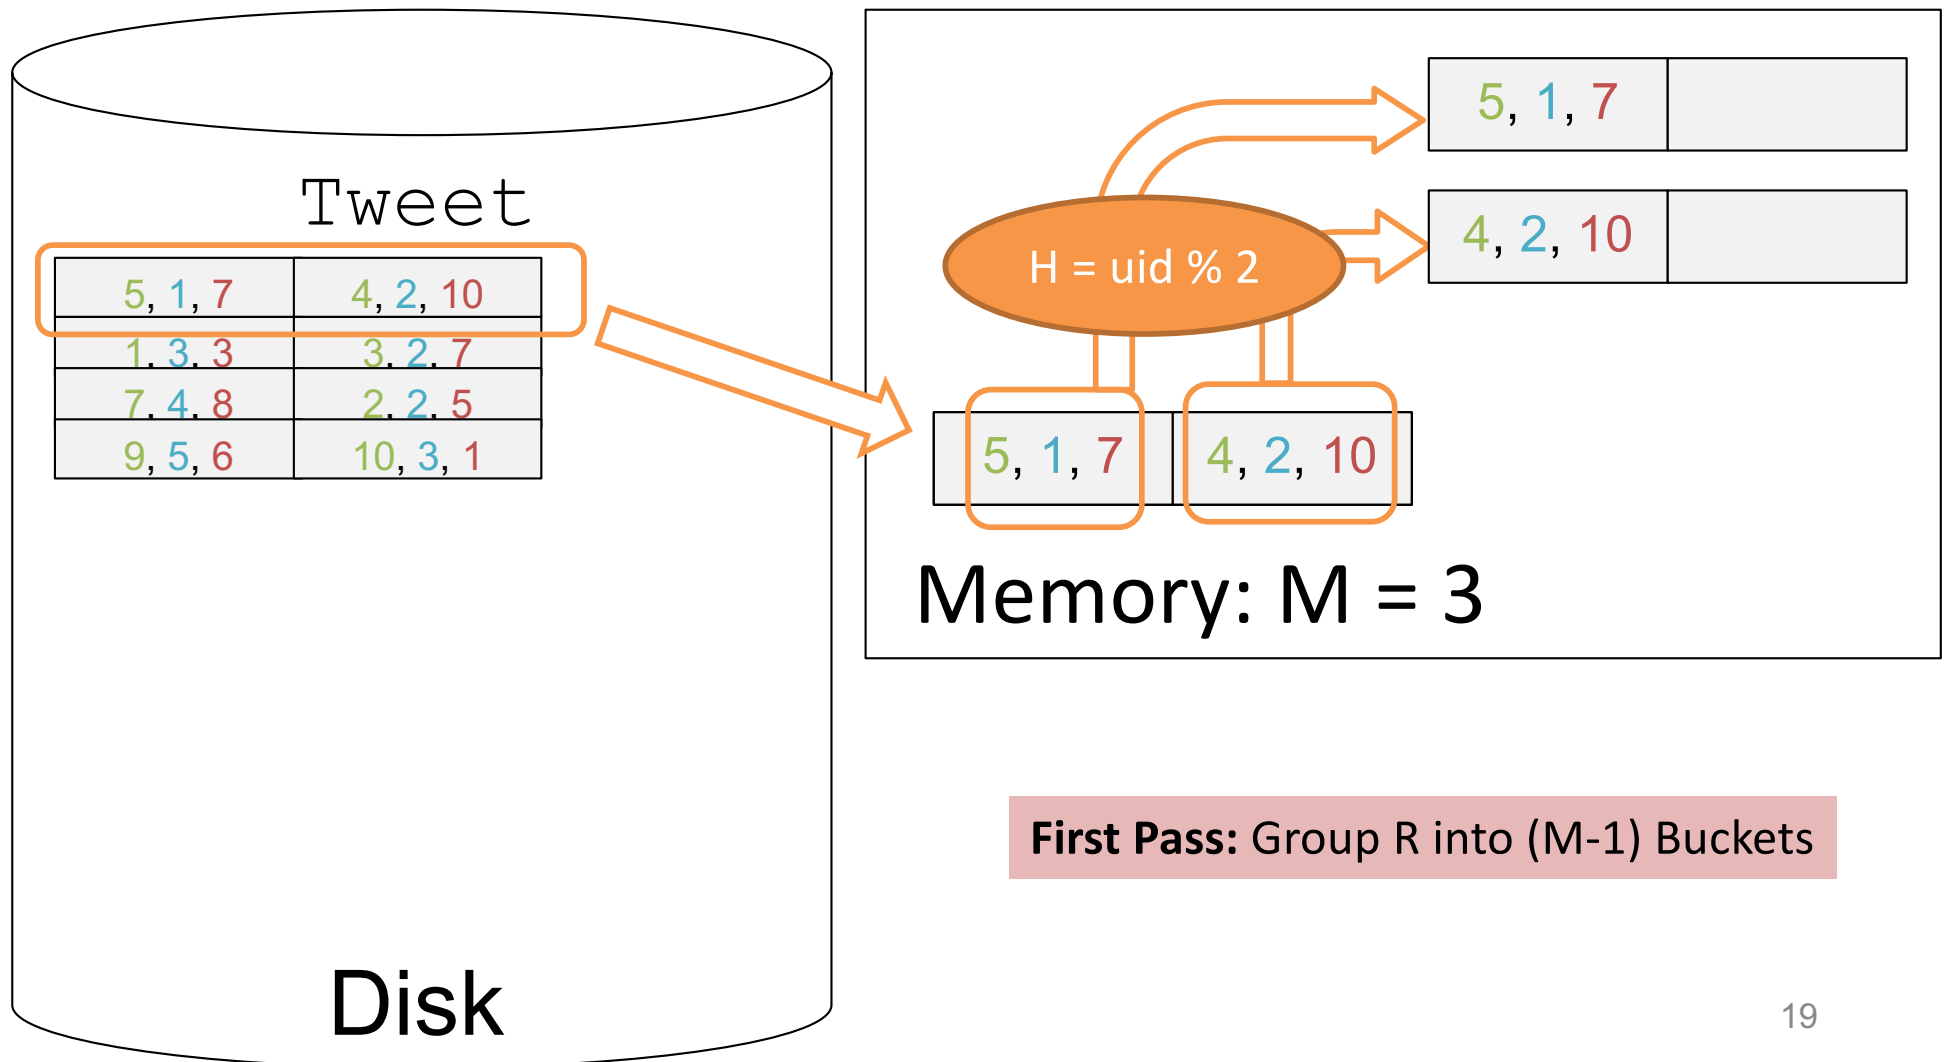 Tweet
5, 1, 7 4, 2, 10
1, 3, 3 3, 2, 7
7, 4, 8 2, 2, 5
9, 5, 6 10, 3, 1
Disk
5, 1, 7
4, 2, 10
H = uid % 2
5, 1, 7 4, 2, 10
Memory: M = 3
First Pass: Group R into (M-1) Buckets
19